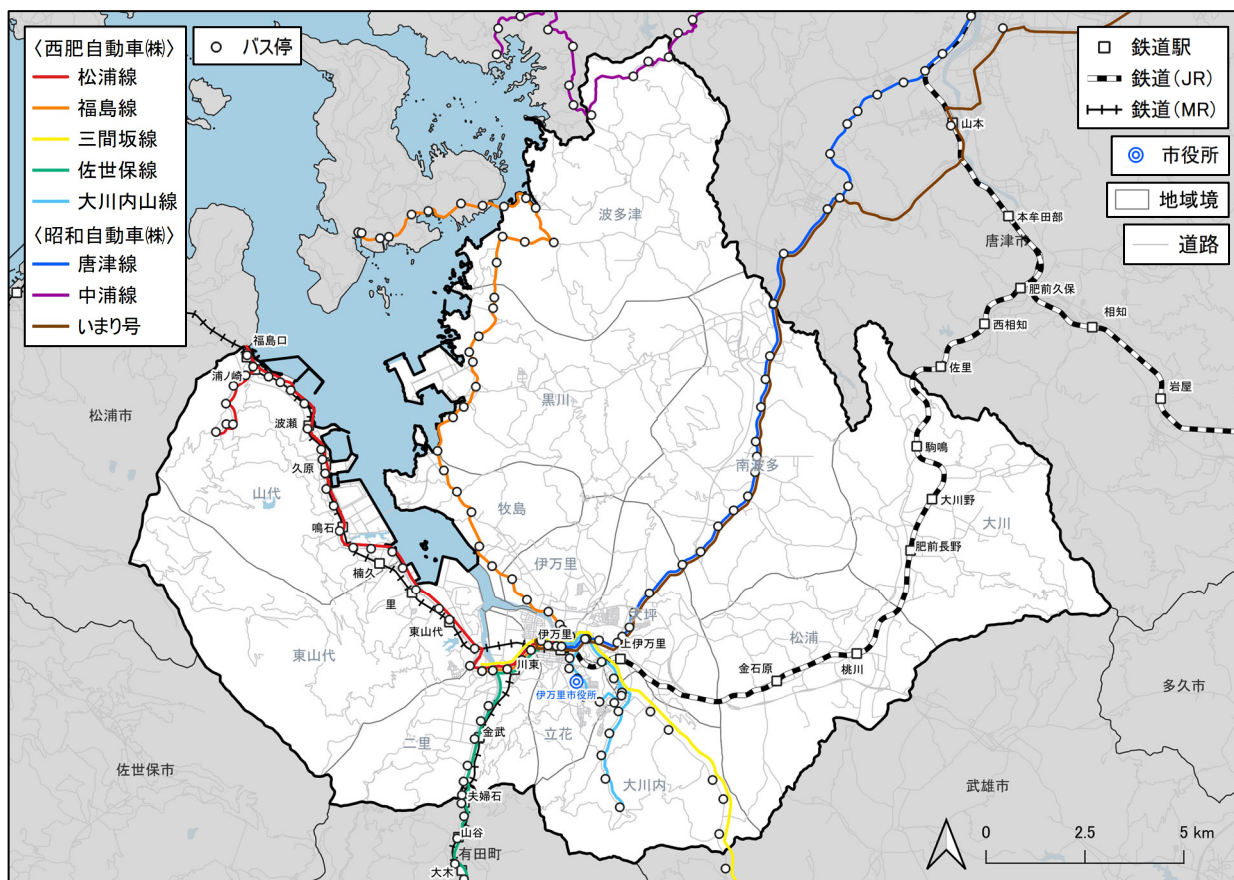 〈西肥自動車(株)〉
松浦線
福島線
三間坂線
佐世保線
大川内山線
〈昭和自動車(株)〉
唐津線
中浦線
いまり号
バス停
鉄道駅
鉄道(JR)
鉄道(MR)
市役所
地域境
道路
山本
本牟田部
唐津市
肥前久保
西相知
相知
佐里
岩屋
駒鳴
大川野
大川
肥前長野
桃川
金石原
松浦
多久市
武雄市
波多津
黒川
南波多
牧島
伊万里
大坪
上伊万里
伊万里
伊万里市役所
川東
立花
大川内
二里
金武
夫婦石
山谷
有田町
大木
佐世保市
東山代
東山代
里
楠久
鳴石
山代
久原
波瀬
浦ノ崎
福島口
松浦市
0
2.5
5 km